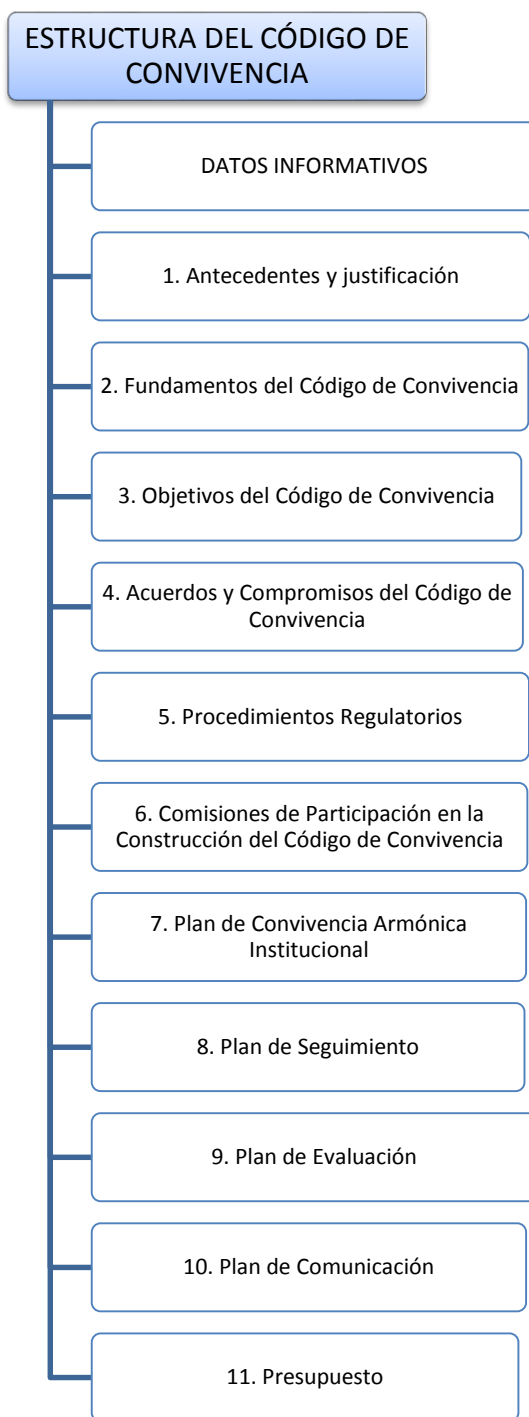 ESTRUCTURA DEL CÓDIGO DE
CONVIVENCIA
DATOS INFORMATIVOS
1. Antecedentes y justificación
2. Fundamentos del Código de Convivencia
3. Objetivos del Código de Convivencia
4. Acuerdos y Compromisos del Código de
Convivencia
5. Procedimientos Regulatorios
6. Comisiones de Participación en la
Construcción del Código de Convivencia
7. Plan de Convivencia Armónica
Institucional
8. Plan de Seguimiento
9. Plan de Evaluación
10. Plan de Comunicación
11. Presupuesto